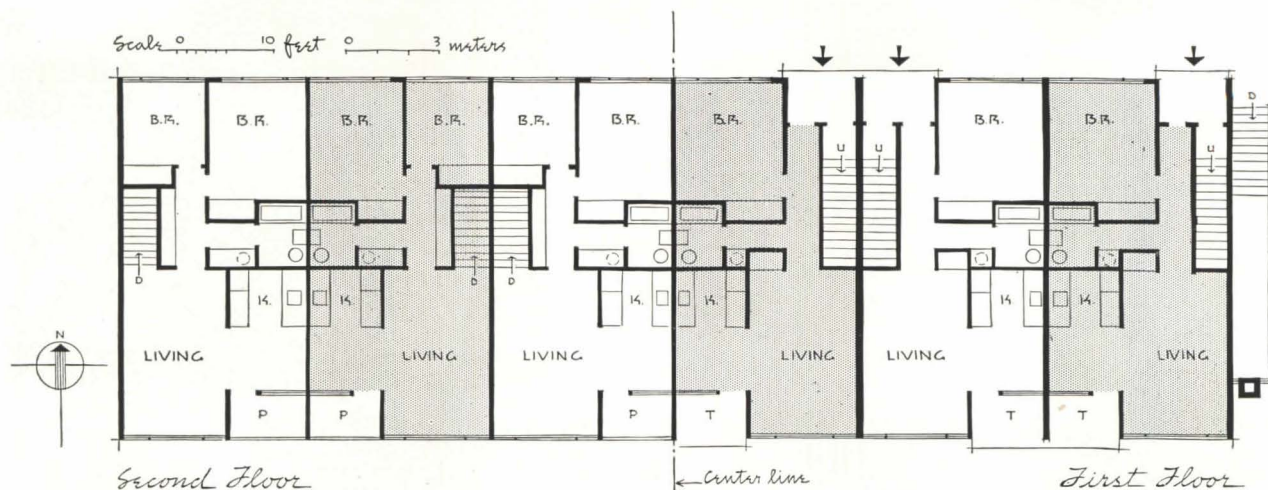 Scale 0 10 feet 0 3 meters
B.R. B.R. B.R. B.R. B.R. B.R. B.R. B.R. B.R.
D
U U U
D D D
K. K. K. K. K K.
N
LIVING LIVING LIVING LIVING LIVING LIVING
P P P T T T
Second Floor Center line First Floor